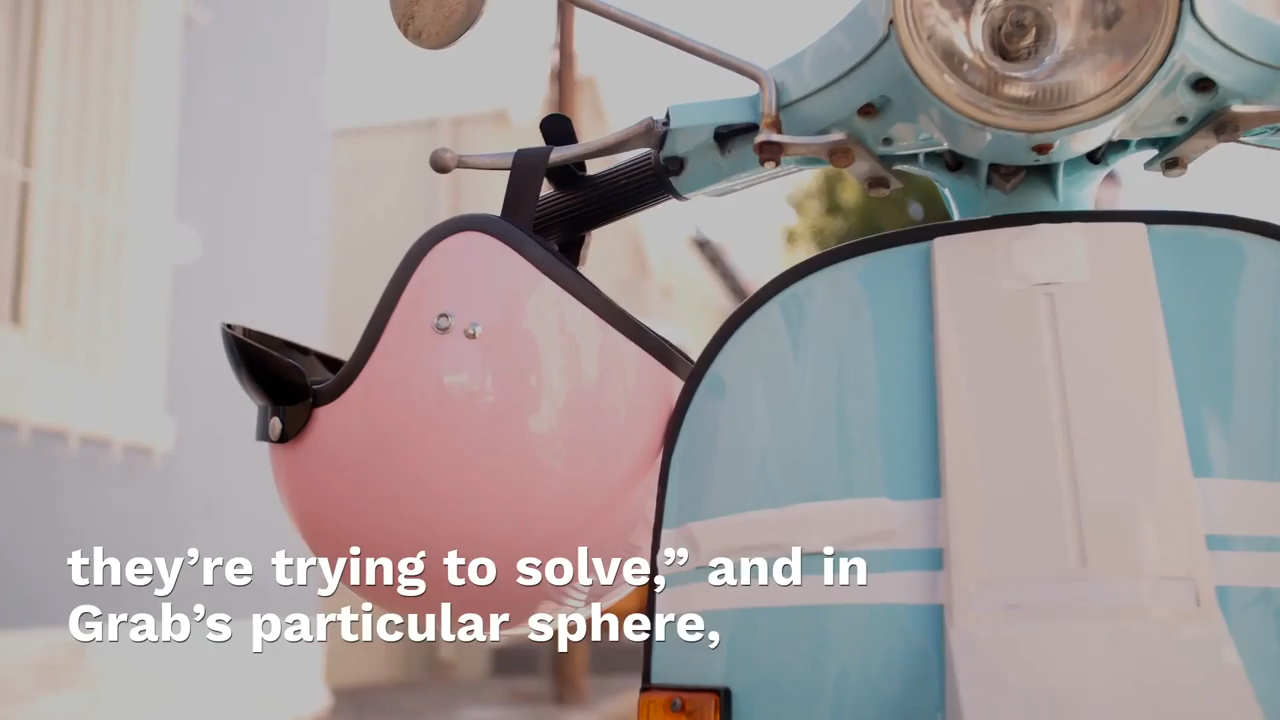 they’re trying to solve,” and in
Grab’s particular sphere,